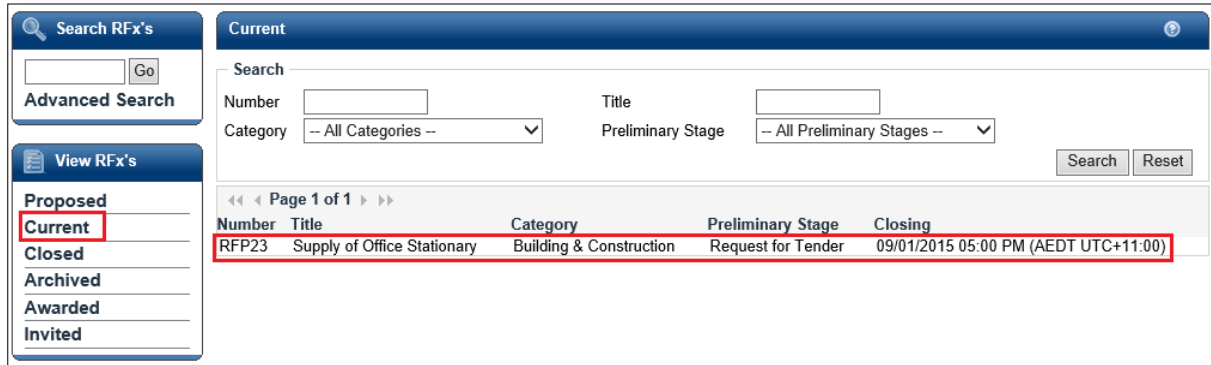 Search RFx's
Go
Advanced Search
View RFx's
Proposed
Current
Closed
Archived
Awarded
Invited
Current
Search
Number
Title
Category -- All Categories --
Preliminary Stage -- All Preliminary Stages --
Search Reset
Page 1 of 1
Number Title Category Preliminary Stage Closing
RFP23 Supply of Office Stationary Building & Construction Request for Tender 09/01/2015 05:00 PM (AEDT UTC+11:00)